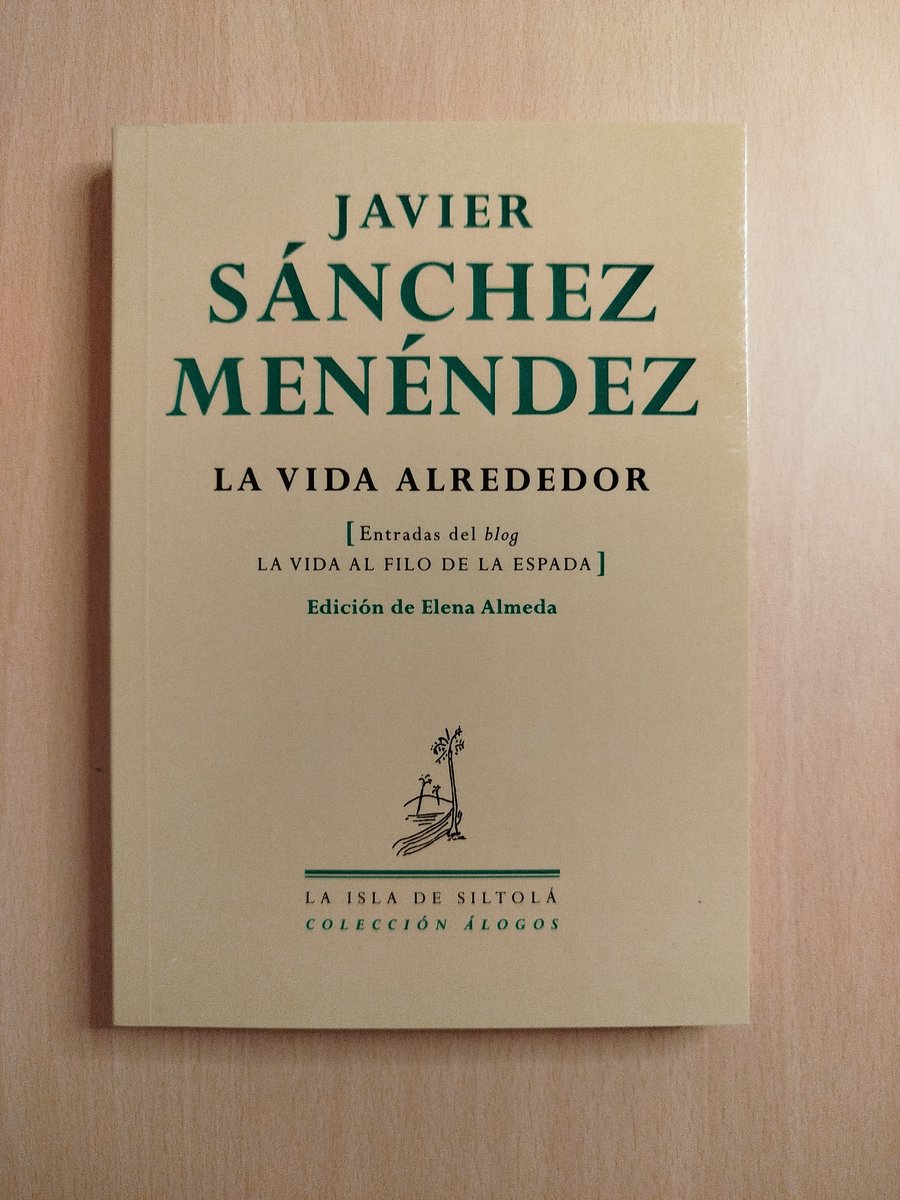 JAVIER
SÁNCHEZ
MENÉNDEZ
LA VIDA ALREDEDOR
[Entradas del blog
LA VIDA AL FILO DE LA ESPADA]
Edición de Elena Almeda
LA ISLA DE SILTOLÁ
COLECCIÓN ÁLOGOS